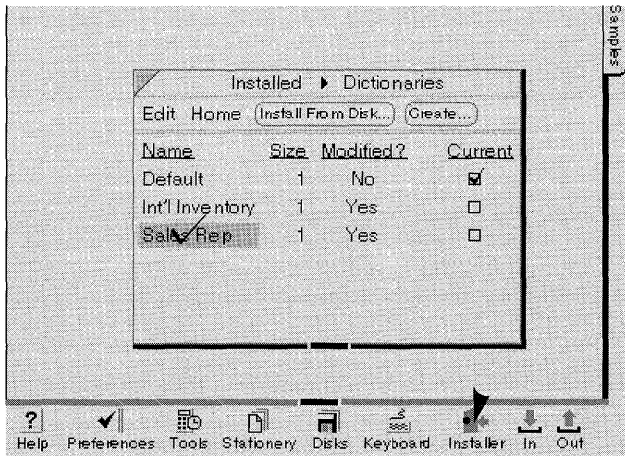 Samples
Installed ▶ Dictionaries
Edit Home Install From Disk... Create...
Name Size Modified? Current
Default 1 No
Int'l Inventory 1 Yes
Sales Rep 1 Yes
? Help Preferences Tools Stationery Disks Keyboard Installer In Out